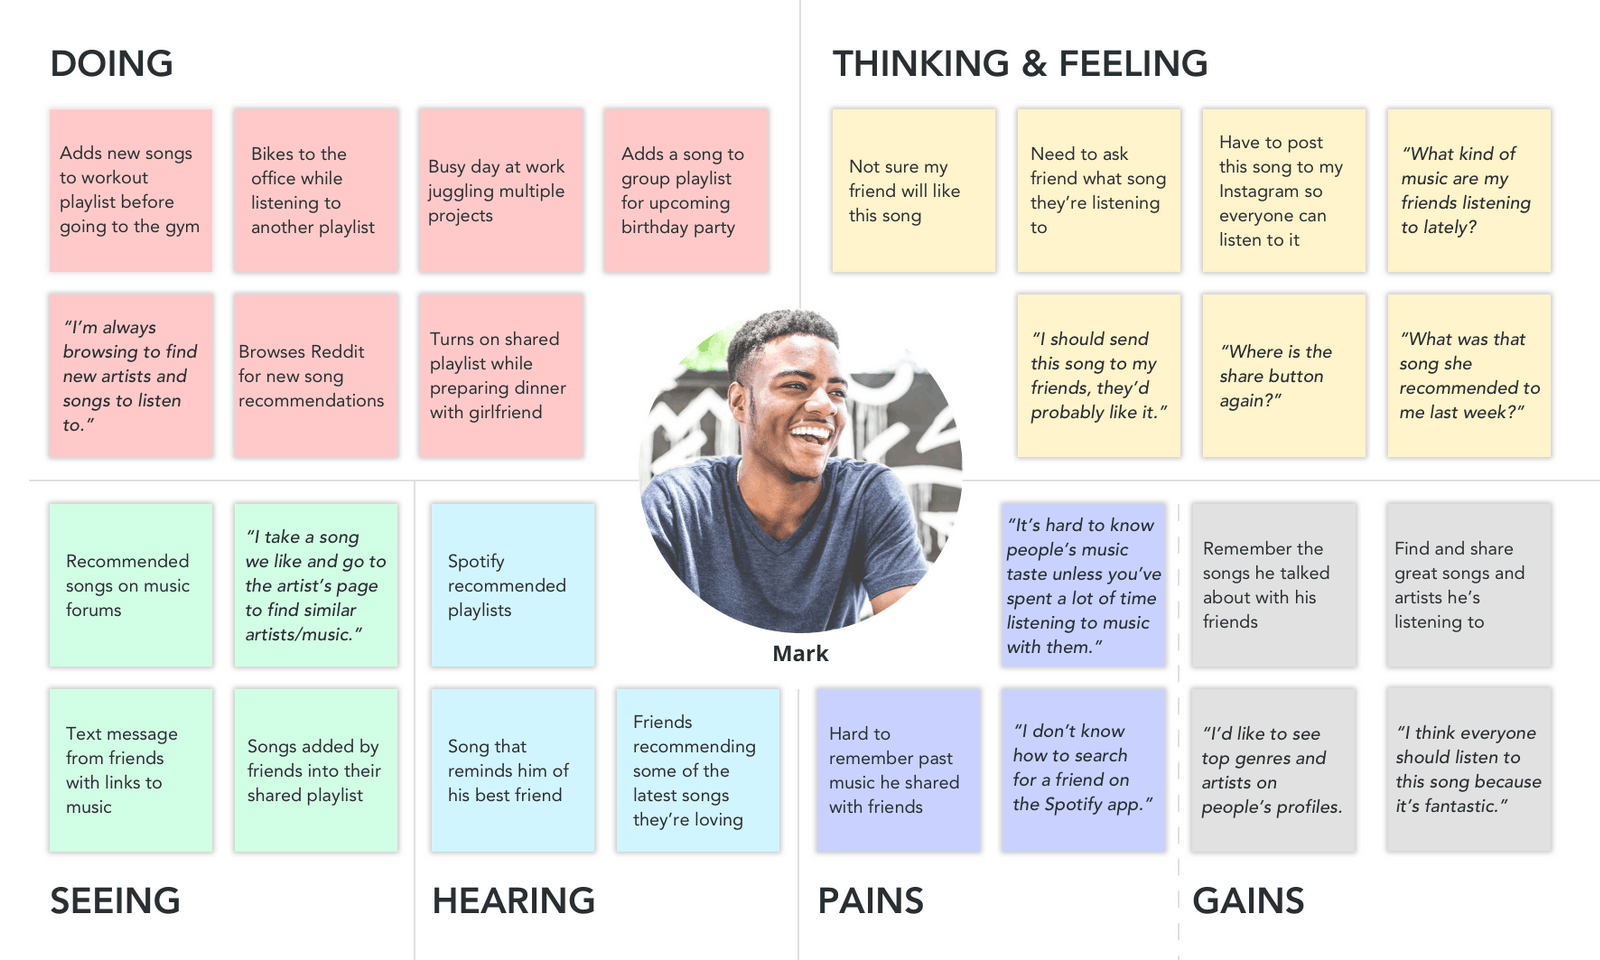 DOING
Adds new songs
to workout
playlist before
going to the gym
Bikes to the
office while
listening to
another playlist
Busy day at work
juggling multiple
projects
Adds a song to
group playlist
for upcoming
birthday party
“I’m always
browsing to find
new artists and
songs to listen
to.”
Browses Reddit
for new song
recommendations
Turns on shared
playlist while
preparing dinner
with girlfriend
THINKING & FEELING
Not sure my
friend will like
this song
Need to ask
friend what song
they’re listening
to
Have to post
this song to my
Instagram so
everyone can
listen to it
“What kind of
music are my
friends listening
to lately?
“I should send
this song to my
friends, they’d
probably like it.”
“Where is the
share button
again?”
“What was that
song she
recommended to
me last week?”
Mark
Recommended
songs on music
forums
“I take a song
we like and go to
the artist’s page
to find similar
artists/music.”
Text message
from friends
with links to
music
Songs added by
friends into their
shared playlist
SEEING
Spotify
recommended
playlists
Song that
reminds him of
his best friend
Friends
recommending
some of the
latest songs
they’re loving
HEARING
“It’s hard to know
people’s music
taste unless you’ve
spent a lot of time
listening to music
with them.”
Hard to
remember past
music he shared
with friends
“I don’t know
how to search
for a friend on
the Spotify app.”
PAINS
Remember the
songs he talked
about with his
friends
Find and share
great songs and
artists he’s
listening to
“I’d like to see
top genres and
artists on
people’s profiles.
“I think everyone
should listen to
this song because
it’s fantastic.”
GAINS